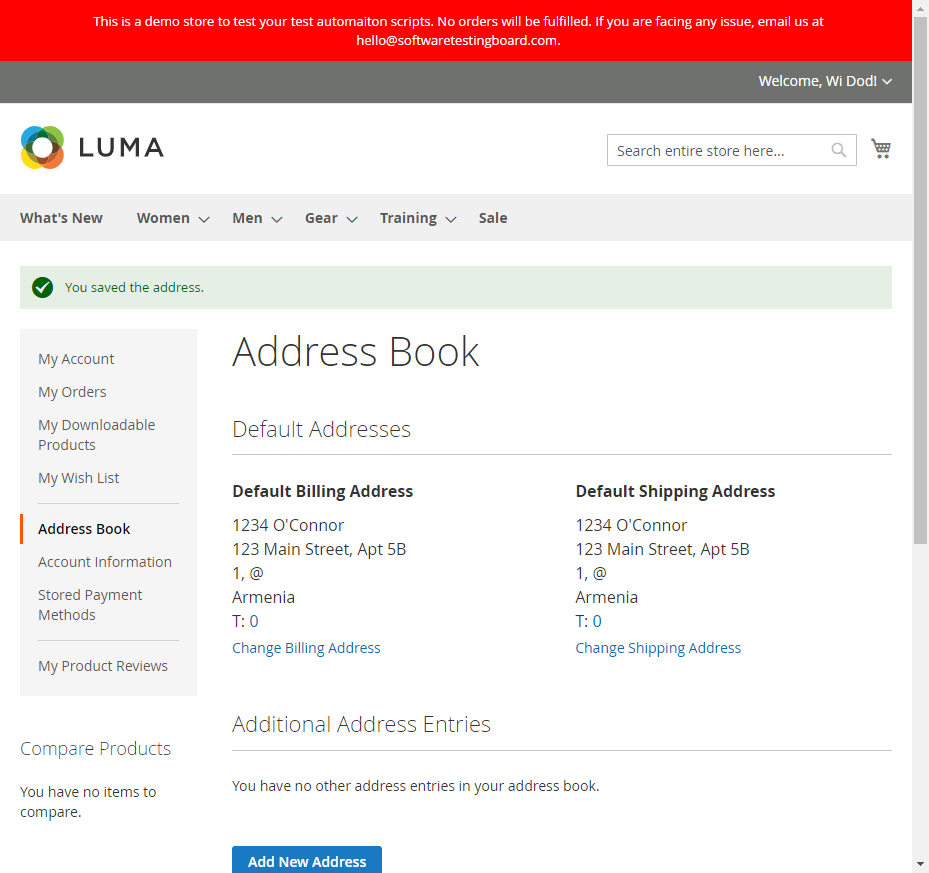 This is a demo store to test your test automaiton scripts. No orders will be fulfilled. If you are facing any issue, email us at
hello@softwaretestingboard.com.
Welcome, Wi Dod!
LUMA
Search entire store here...
What's New Women Men Gear Training Sale
You saved the address.
My Account
My Orders
My Downloadable
Products
My Wish List
Address Book
Account Information
Stored Payment
Methods
My Product Reviews
Compare Products
You have no items to
compare.
Address Book
Default Addresses
Default Billing Address
1234 O'Connor
123 Main Street, Apt 5B
1, @
Armenia
T: 0
Change Billing Address
Default Shipping Address
1234 O'Connor
123 Main Street, Apt 5B
1, @
Armenia
T: 0
Change Shipping Address
Additional Address Entries
You have no other address entries in your address book.
Add New Address